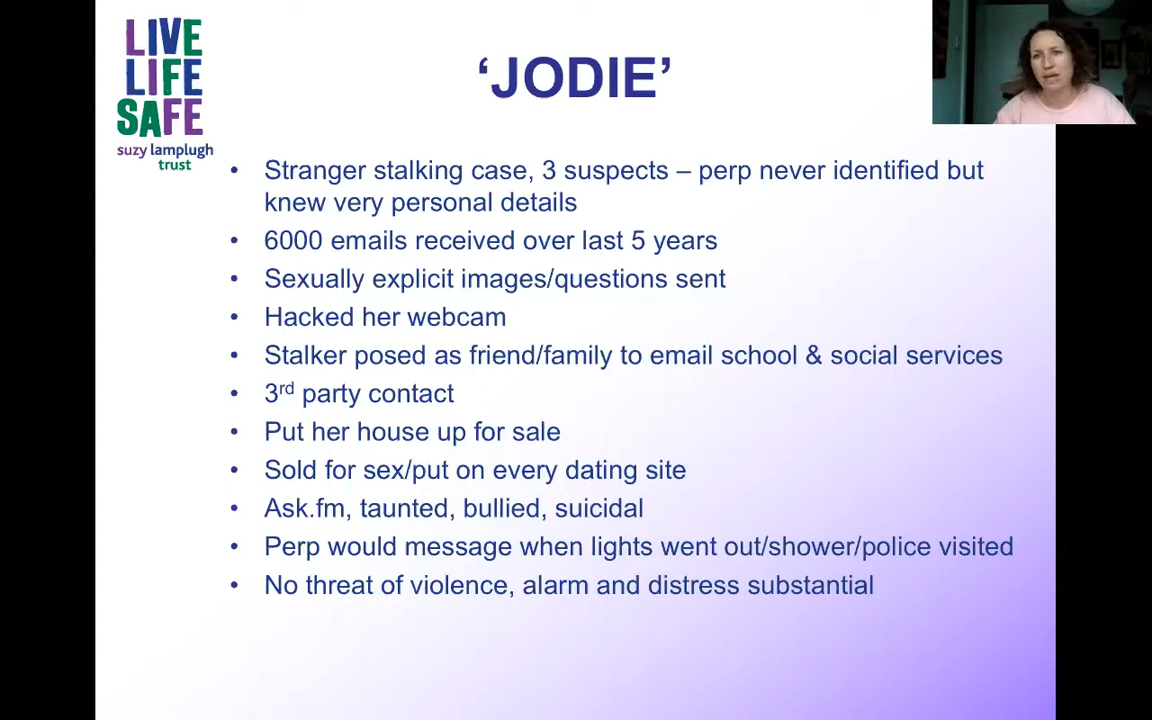 LIVE
LIFE
SAFE
suzy lamplugh
trust
‘JODIE’
• Stranger stalking case, 3 suspects – perp never identified but
knew very personal details
• 6000 emails received over last 5 years
• Sexually explicit images/questions sent
• Hacked her webcam
• Stalker posed as friend/family to email school & social services
• 3rd party contact
• Put her house up for sale
• Sold for sex/put on every dating site
• Ask.fm, taunted, bullied, suicidal
• Perp would message when lights went out/shower/police visited
• No threat of violence, alarm and distress substantial